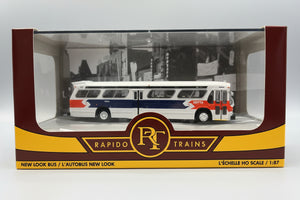 RAPIDO RT TRAINS
NEW LOOK BUS / L'AUTOBUS NEW LOOK
L'ÉCHELLE HO SCALE / 1:87